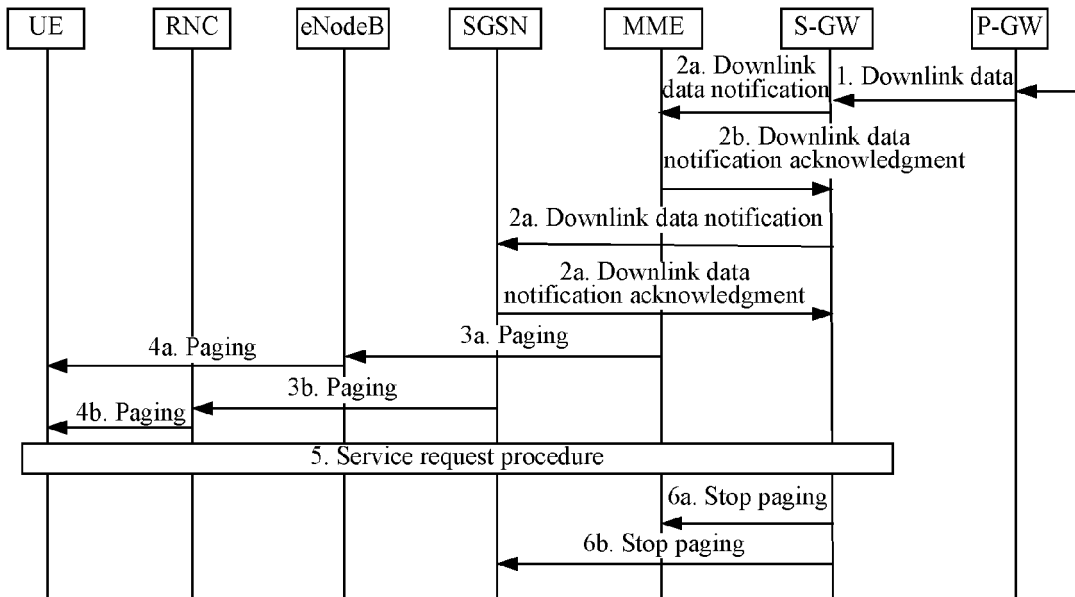 UE RNC eNodeB SGSN MME S-GW P-GW
2a. Downlink
data notification
1. Downlink data
2b. Downlink data
notification acknowledgment
2a. Downlink data notification
2a. Downlink data
notification acknowledgment
3a. Paging
4a. Paging
3b. Paging
4b. Paging
5. Service request procedure
6a. Stop paging
6b. Stop paging